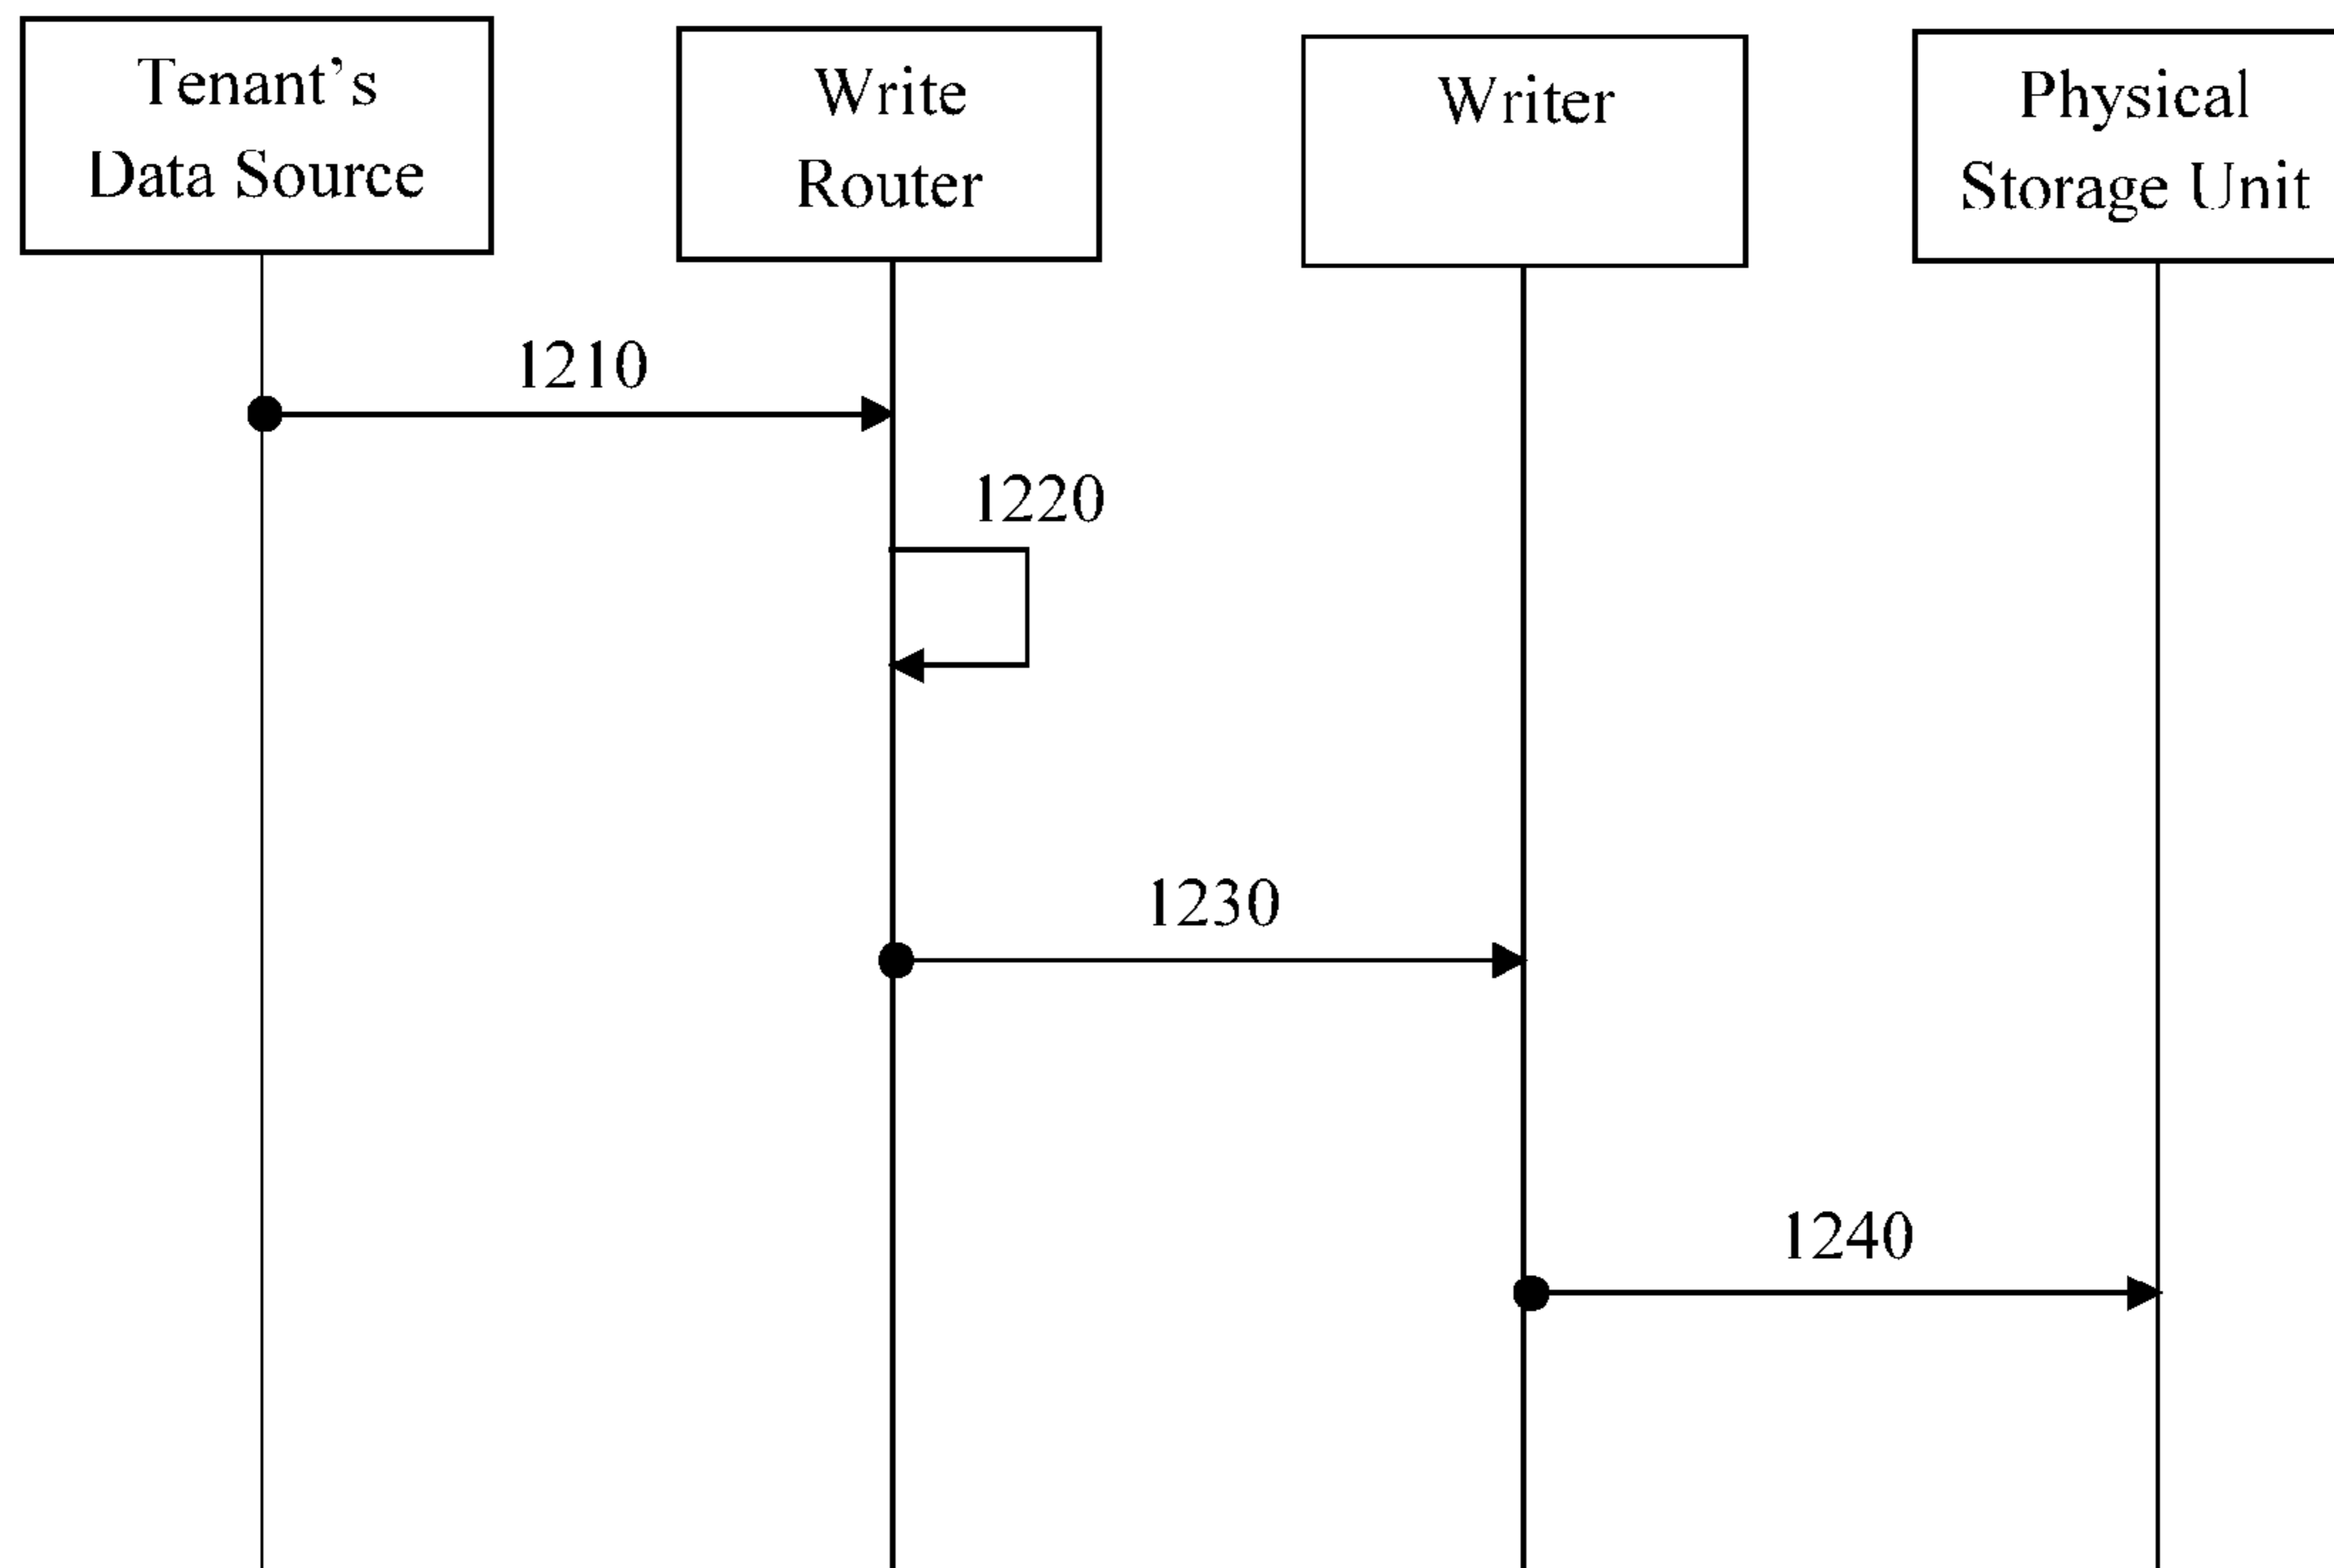 Tenant’s
Data Source
Write
Router
Writer
Physical
Storage Unit
1210
1220
1230
1240